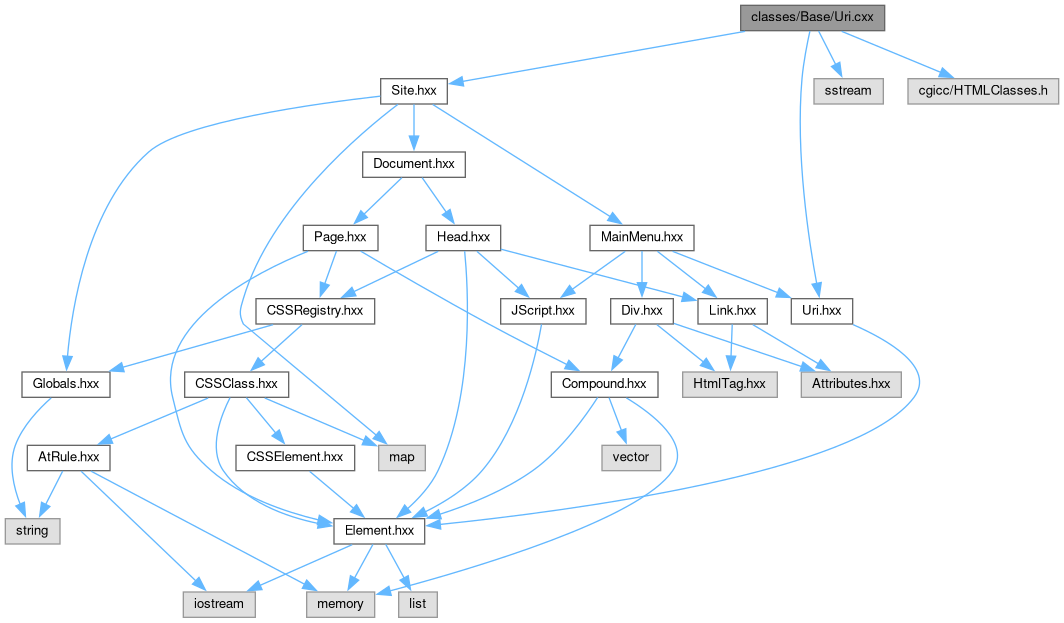 classes/Base/Uri.cxx
Site.hxx
sstream
cgicc/HTMLClasses.h
Document.hxx
Page.hxx
Head.hxx
MainMenu.hxx
CSSRegistry.hxx
JScript.hxx
Div.hxx
Link.hxx
Uri.hxx
Globals.hxx
CSSClass.hxx
Compound.hxx
HtmlTag.hxx
Attributes.hxx
AtRule.hxx
CSSElement.hxx
map
vector
string
Element.hxx
iostream
memory
list